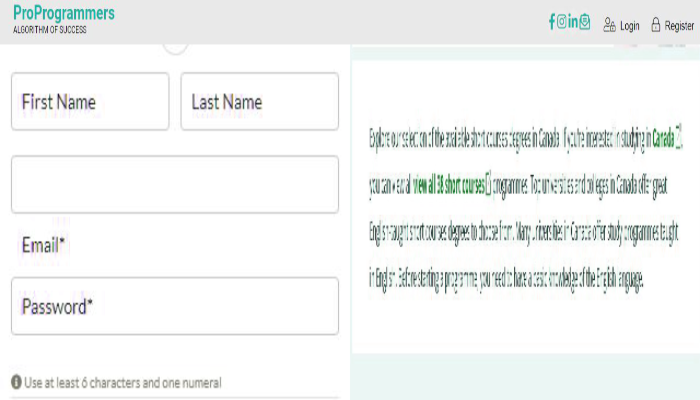 ProProgrammers
ALGORITHM OF SUCCESS
Login
Register
First Name
Last Name
Email*
Password*
Use at least 6 characters and one numeral
Explore our selection of the available short courses degrees in Canada. If you're interested in studying in Canada,
you can view all view all 38 short courses programmes. Top universities and colleges in Canada offer great
English-taught short courses degrees to choose from. Many universities in Canada offer study programmes taught
in English. Before starting a programme, you need to have a basic knowledge of the English language.